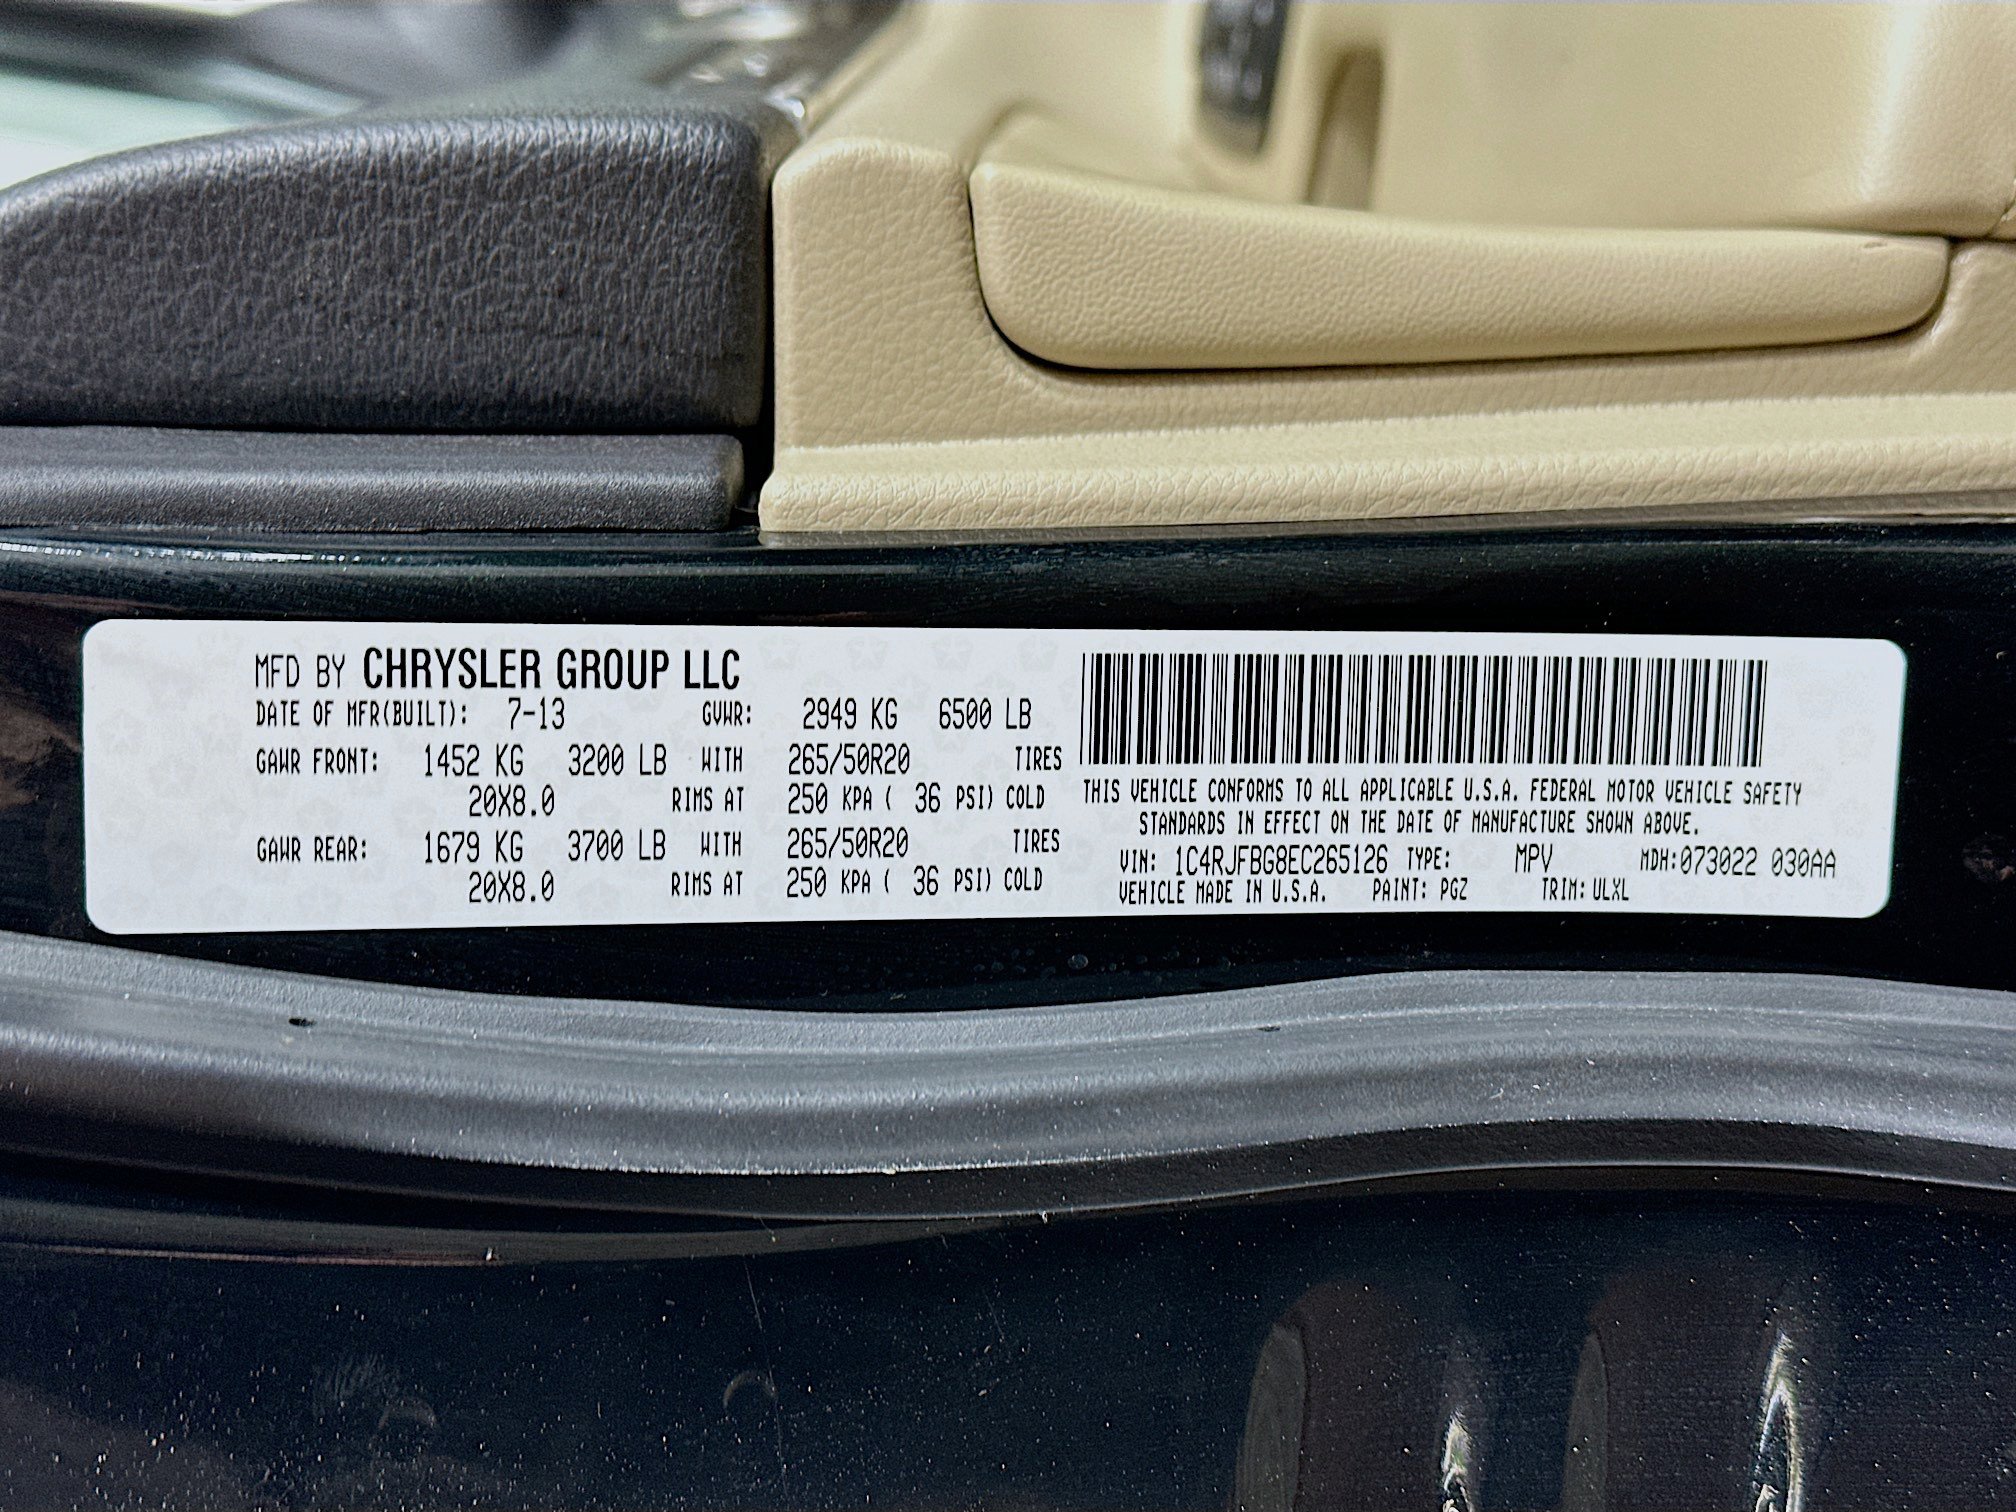 MFD BY CHRYSLER GROUP LLC
DATE OF MFR(BUILT): 7-13 GVWR: 2949 KG 6500 LB
GAWR FRONT: 1452 KG 3200 LB WITH 265/50R20 TIRES
20X8.0 RIMS AT 250 KPA ( 36 PSI) COLD
GAWR REAR: 1679 KG 3700 LB WITH 265/50R20 TIRES
20X8.0 RIMS AT 250 KPA ( 36 PSI) COLD
THIS VEHICLE CONFORMS TO ALL APPLICABLE U.S.A. FEDERAL MOTOR VEHICLE SAFETY
STANDARDS IN EFFECT ON THE DATE OF MANUFACTURE SHOWN ABOVE.
VIN: 1C4RJFBG8EC265126 TYPE: MPV MDH:073022 030AA
VEHICLE MADE IN U.S.A. PAINT: PGZ TRIM: ULXL